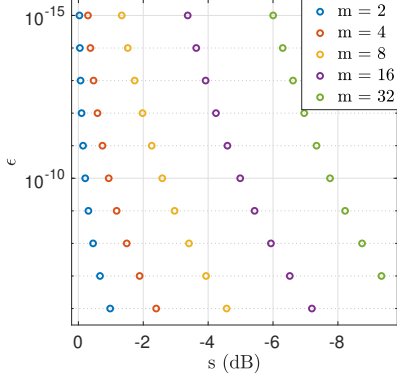 10-15
m = 2
m = 4
m = 8
m = 16
m = 32
ϵ
10-10
0 -2 -4 -6 -8
s (dB)